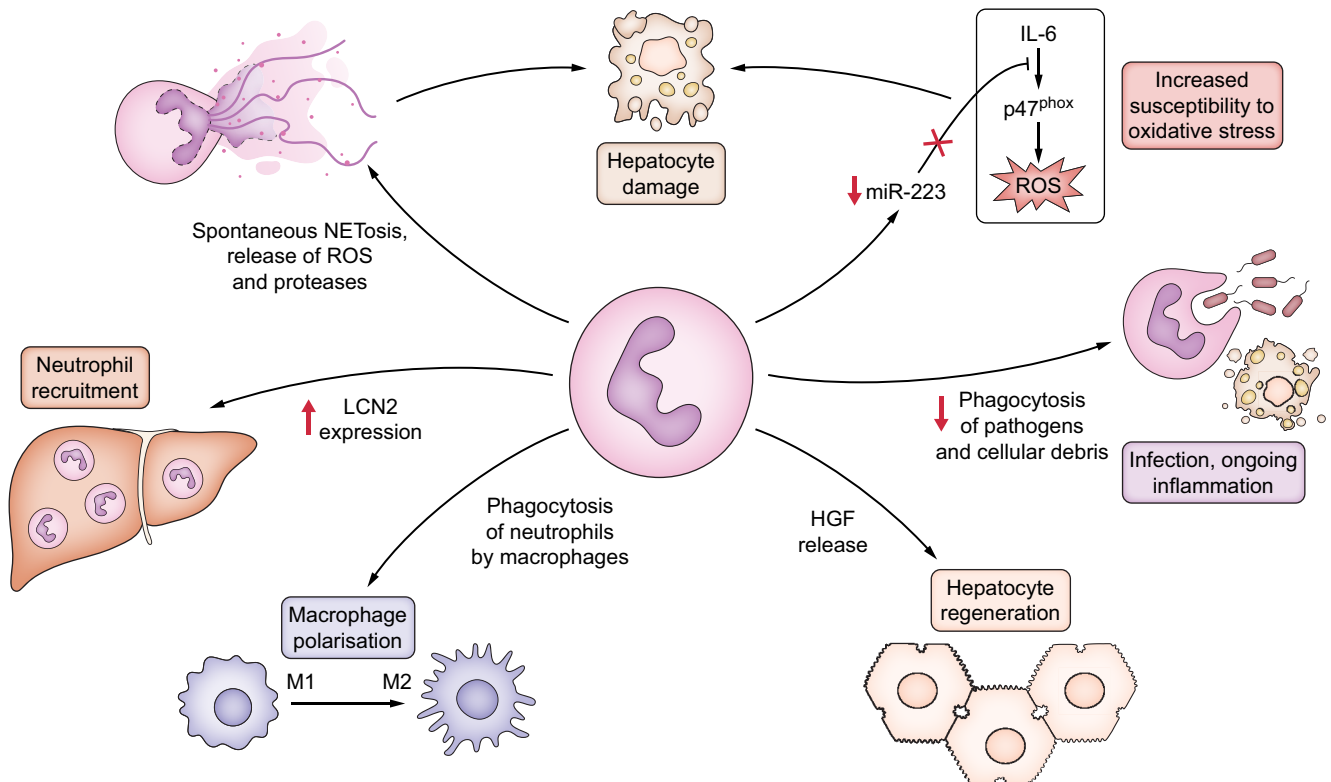 IL-6
p47phox
ROS
Increased
susceptibility to
oxidative stress
Hepatocyte
damage
miR-223
Spontaneous NETosis,
release of ROS
and proteases
Neutrophil
recruitment
LCN2
expression
Phagocytosis
of pathogens
and cellular debris
Infection, ongoing
inflammation
Phagocytosis
of neutrophils
by macrophages
HGF
release
Macrophage
polarisation
M1
M2
Hepatocyte
regeneration